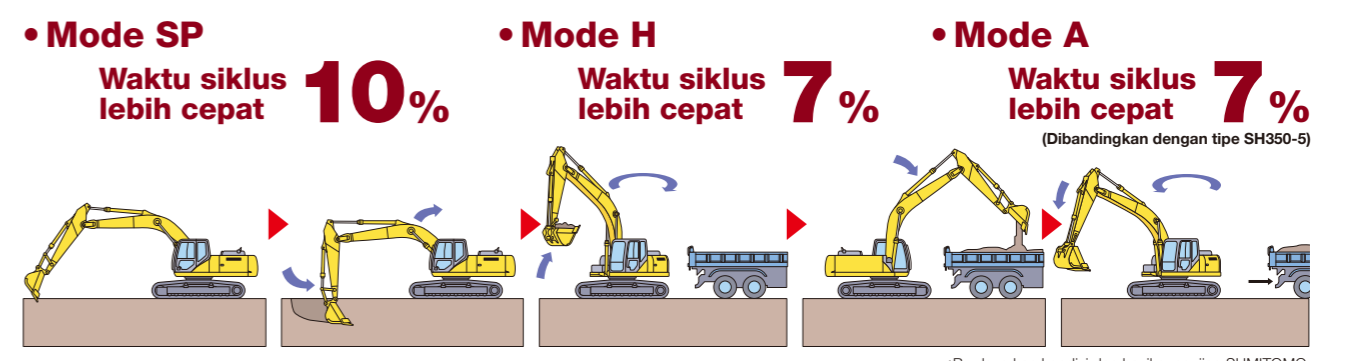 • Mode SP
Waktu siklus
lebih cepat 10%
• Mode H
Waktu siklus
lebih cepat 7%
• Mode A
Waktu siklus
lebih cepat 7%
(Dibandingkan dengan tipe SH350-5)
SUMITOMO